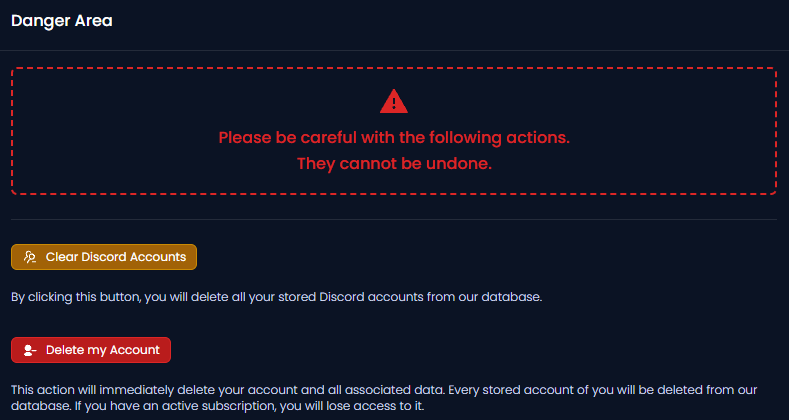 Danger Area
Please be careful with the following actions.
They cannot be undone.
Clear Discord Accounts
By clicking this button, you will delete all your stored Discord accounts from our database.
Delete my Account
This action will immediately delete your account and all associated data. Every stored account of you will be deleted from our
database. If you have an active subscription, you will lose access to it.